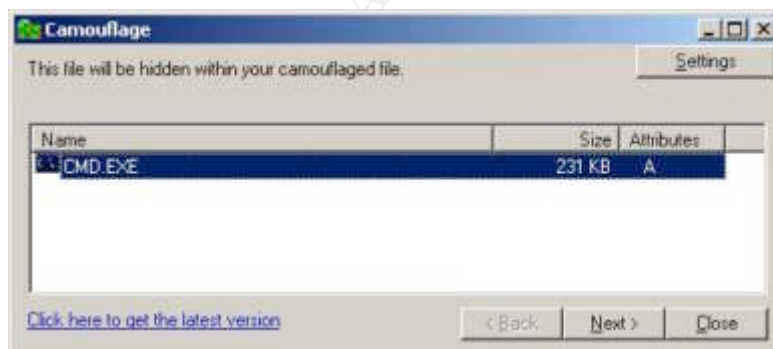 Camouflage
This file will be hidden within your camouflaged file.
Settings
Name Size Attributes
CMD.EXE 231 KB A
Click here to get the latest version
< Back Next > Close